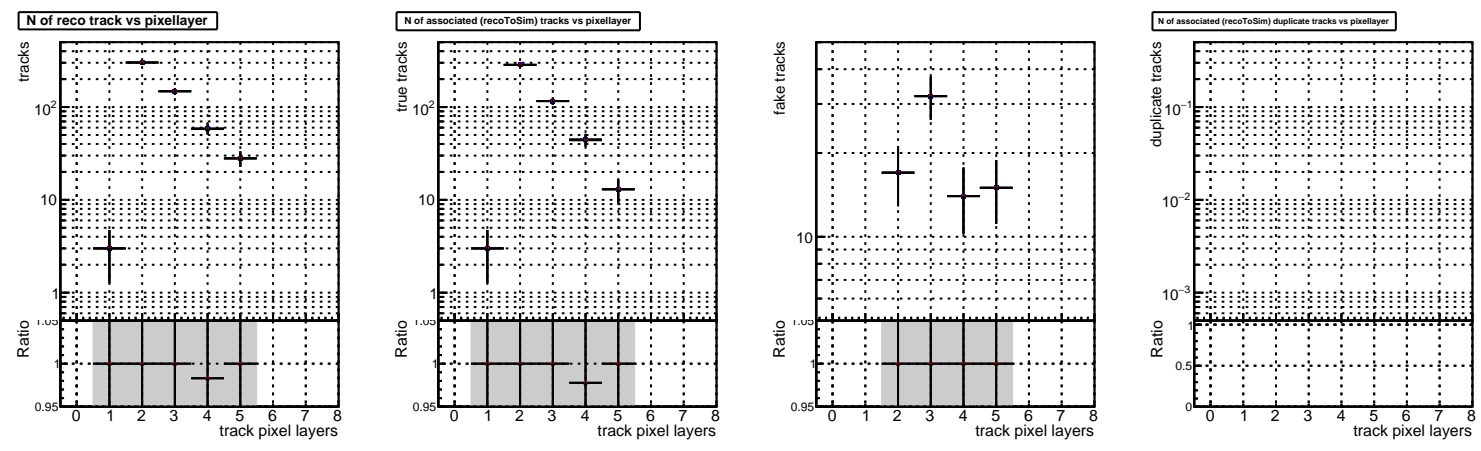 N of reco track vs pixellayer
tracks
10²
10
1
Ratio
1.05
1
0.95
0 1 2 3 4 5 6 7 8
track pixel layers
N of associated (recoToSim) tracks vs pixellayer
true tracks
10²
10
1
Ratio
1.05
1
0.95
0 1 2 3 4 5 6 7 8
track pixel layers
fake tracks
10
Ratio
1.05
1
0.95
0 1 2 3 4 5 6 7 8
track pixel layers
N of associated (recoToSim) duplicate tracks vs pixellayer
duplicate tracks
10⁻¹
10⁻²
10⁻³
Ratio
1
0.5
0
0 1 2 3 4 5 6 7 8
track pixel layers